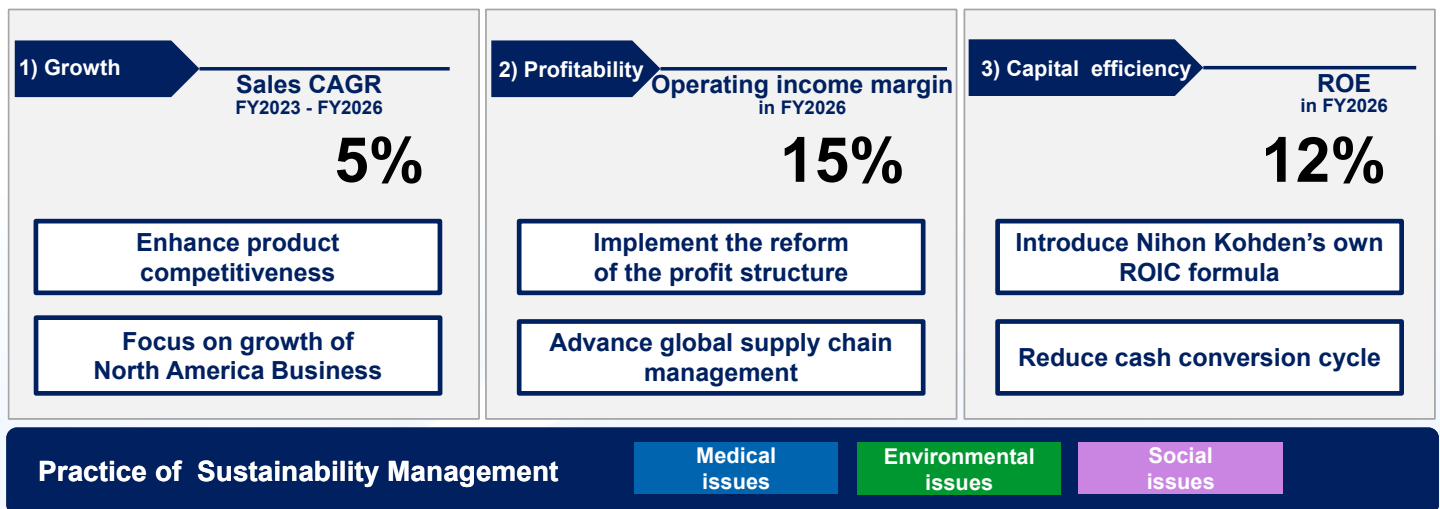 1) Growth
Sales CAGR
FY2023 - FY2026
5%
Enhance product
competitiveness
Focus on growth of
North America Business
2) Profitability
Operating income margin
in FY2026
15%
Implement the reform
of the profit structure
Advance global supply chain
management
3) Capital efficiency
ROE
in FY2026
12%
Introduce Nihon Kohden's own
ROIC formula
Reduce cash conversion cycle
Practice of Sustainability Management
Medical
issues
Environmental
issues
Social
issues